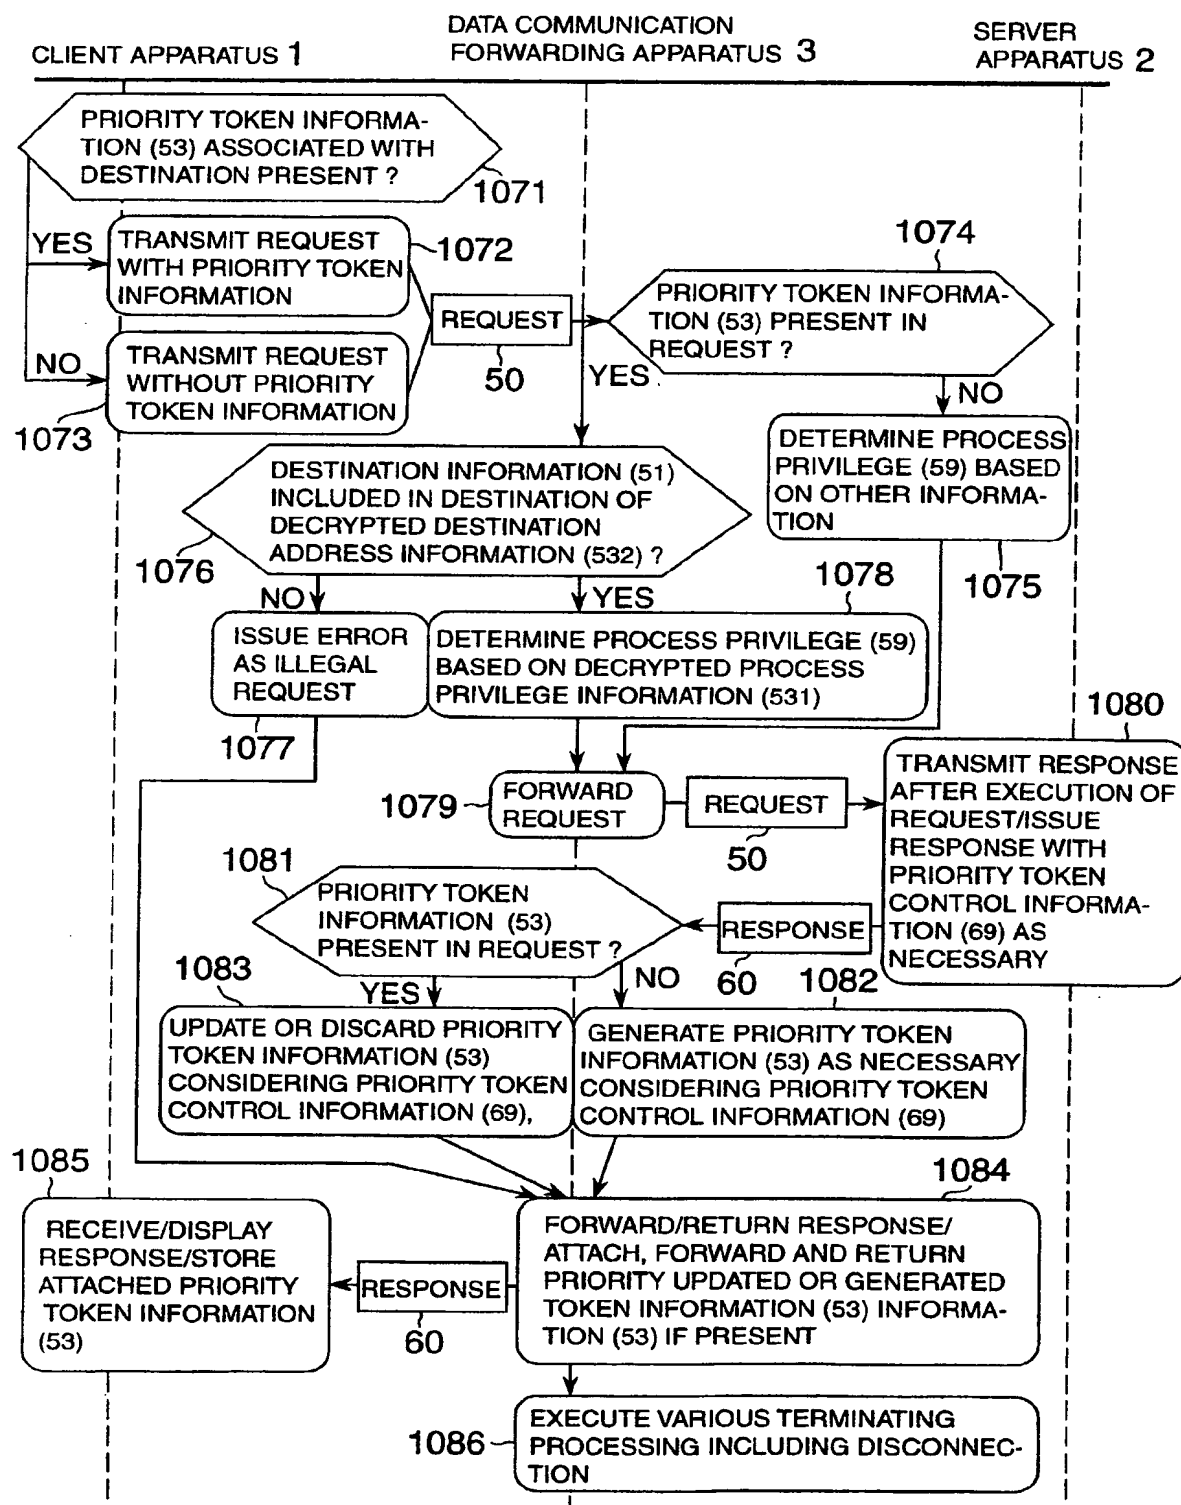 CLIENT APPARATUS 1
DATA COMMUNICATION
FORWARDING APPARATUS 3
SERVER
APPARATUS 2
PRIORITY TOKEN INFORMA-
TION (53) ASSOCIATED WITH
DESTINATION PRESENT ?
1071
YES
TRANSMIT REQUEST
WITH PRIORITY TOKEN
INFORMATION
1072
NO
TRANSMIT REQUEST
WITHOUT PRIORITY
TOKEN INFORMATION
1073
REQUEST
50
1074
PRIORITY TOKEN INFORMA-
TION (53) PRESENT IN
REQUEST ?
YES
NO
DETERMINE PROCESS
PRIVILEGE (59) BASED
ON OTHER INFORMA-
TION
1075
DESTINATION INFORMATION (51)
INCLUDED IN DESTINATION OF
DECRYPTED DESTINATION
ADDRESS INFORMATION (532) ?
1076
NO
YES
1078
ISSUE ERROR
AS ILLEGAL
REQUEST
1077
DETERMINE PROCESS PRIVILEGE (59)
BASED ON DECRYPTED PROCESS
PRIVILEGE INFORMATION (531)
1079
FORWARD
REQUEST
REQUEST
50
1080
TRANSMIT RESPONSE
AFTER EXECUTION OF
REQUEST/ISSUE
RESPONSE WITH
PRIORITY TOKEN
CONTROL INFORMA-
TION (69) AS
NECESSARY
1081
PRIORITY TOKEN
INFORMATION (53)
PRESENT IN REQUEST ?
RESPONSE
60
YES
NO
1083
UPDATE OR DISCARD PRIORITY
TOKEN INFORMATION (53)
CONSIDERING PRIORITY TOKEN
CONTROL INFORMATION (69),
1082
GENERATE PRIORITY TOKEN
INFORMATION (53) AS NECESSARY
CONSIDERING PRIORITY TOKEN
CONTROL INFORMATION (69)
1085
RECEIVE/DISPLAY
RESPONSE/STORE
ATTACHED PRIORITY
TOKEN INFORMATION
(53)
RESPONSE
60
1084
FORWARD/RETURN RESPONSE/
ATTACH, FORWARD AND RETURN
PRIORITY UPDATED OR GENERATED
TOKEN INFORMATION (53) INFORMA-
TION (53) IF PRESENT
1086
EXECUTE VARIOUS TERMINATING
PROCESSING INCLUDING DISCONNEC-
TION